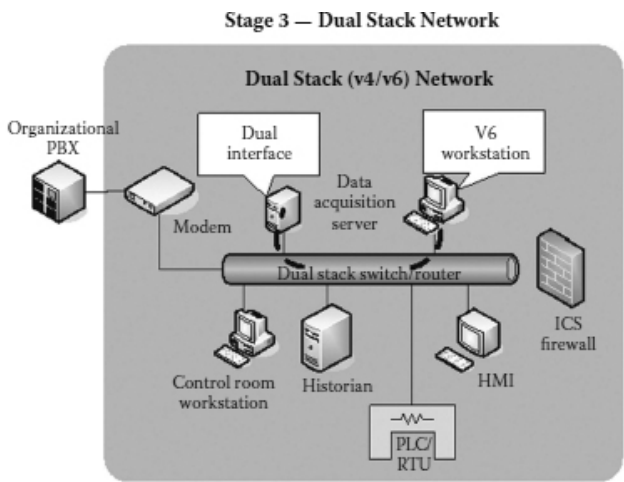 Stage 3 — Dual Stack Network
Dual Stack (v4/v6) Network
Organizational
PBX
Dual
interface
V6
workstation
Data
acquisition
server
Modem
Dual stack switch/router
ICS
firewall
Control room
workstation
Historian
HMI
PLC/
RTU